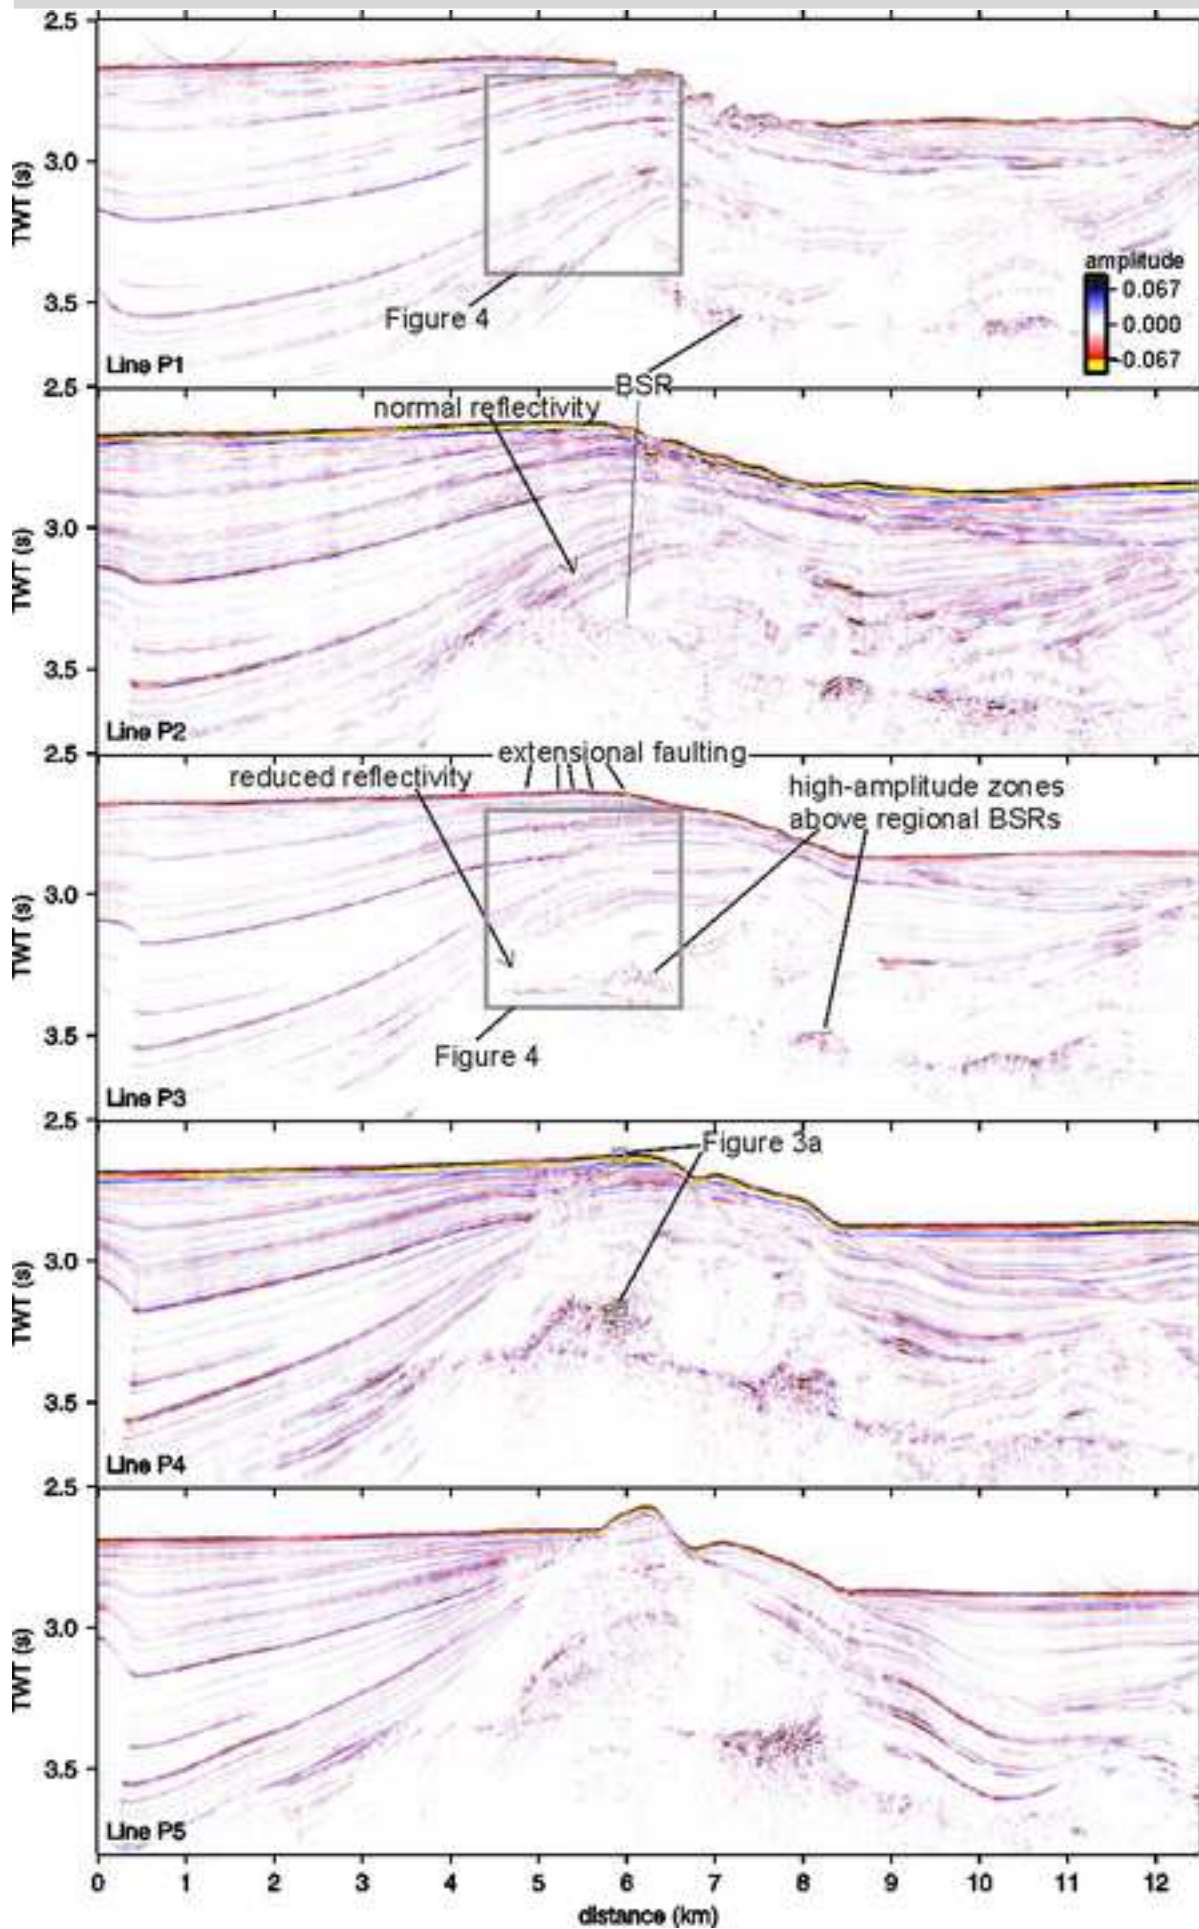 2.5
3.0
TWT (s)
3.5
amplitude
0.067
0.000
-0.067
Figure 4
Line P1
2.5
BSR
normal reflectivity
3.0
TWT (s)
3.5
Line P2
2.5
extensional faulting
reduced reflectivity
high-amplitude zones
above regional BSRs
3.0
TWT (s)
3.5
Figure 4
Line P3
2.5
Figure 3a
3.0
TWT (s)
3.5
Line P4
2.5
3.0
TWT (s)
3.5
Line P5
0 1 2 3 4 5 6 7 8 9 10 11 12
distance (km)